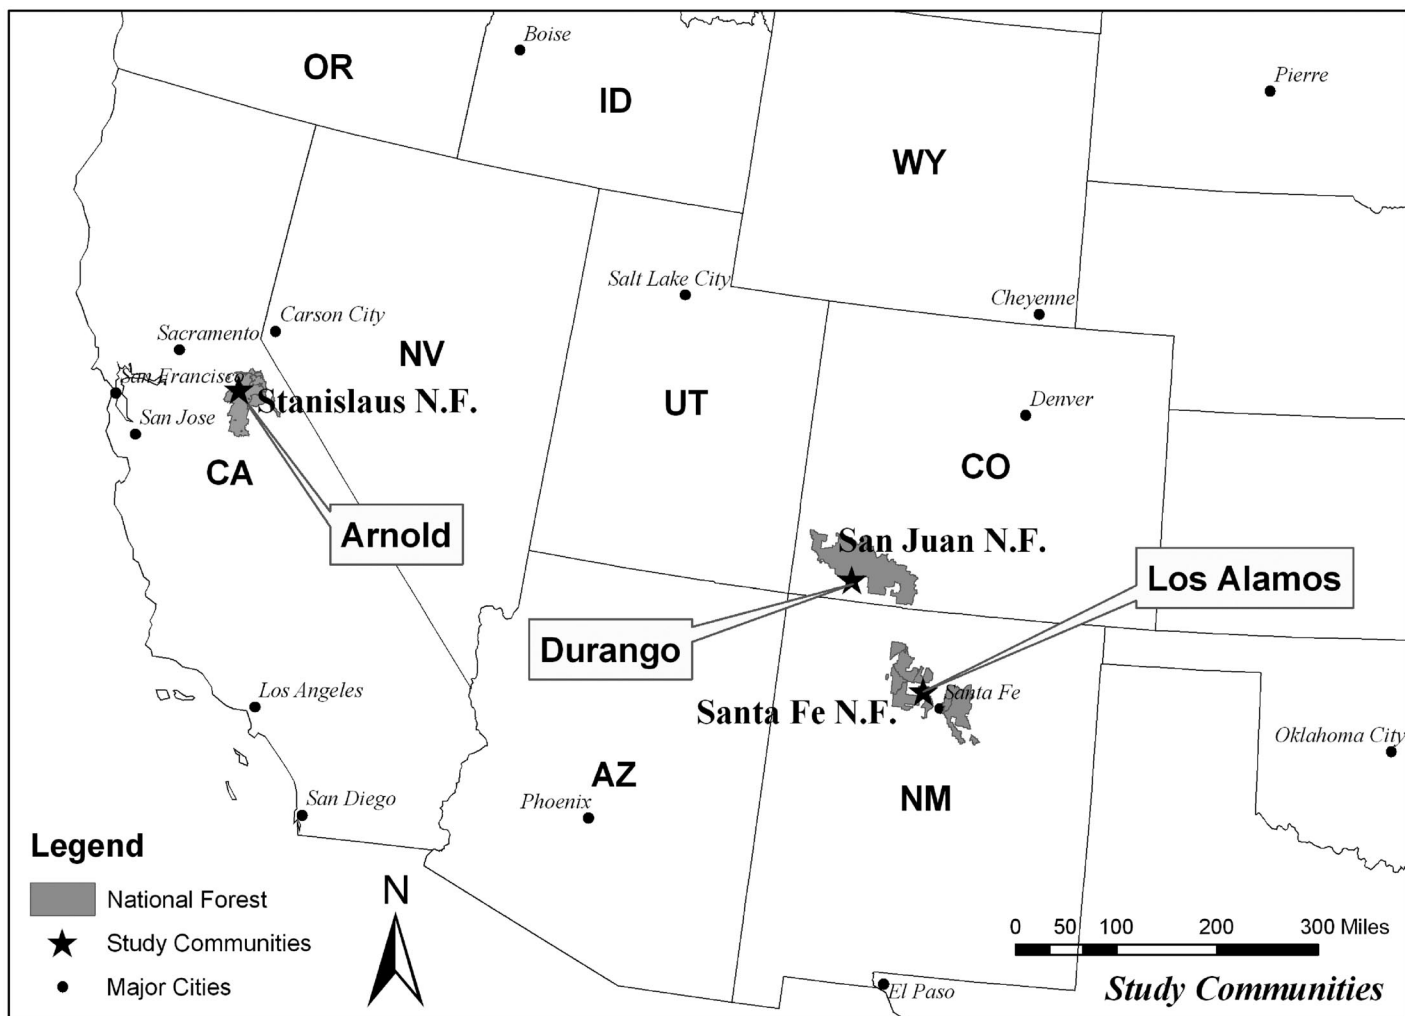 Boise
OR
ID
Pierre
WY
Salt Lake City
Cheyenne
Carson City
Sacramento
NV
San Francisco
Stanislaus N.F.
UT
Denver
San Jose
CA
CO
Arnold
San Juan N.F.
Los Alamos
Durango
Los Angeles
Santa Fe
Santa Fe N.F.
Oklahoma City
AZ
NM
San Diego
Phoenix
Legend
National Forest
Study Communities
Major Cities
N
0 50 100 200 300 Miles
El Paso
Study Communities